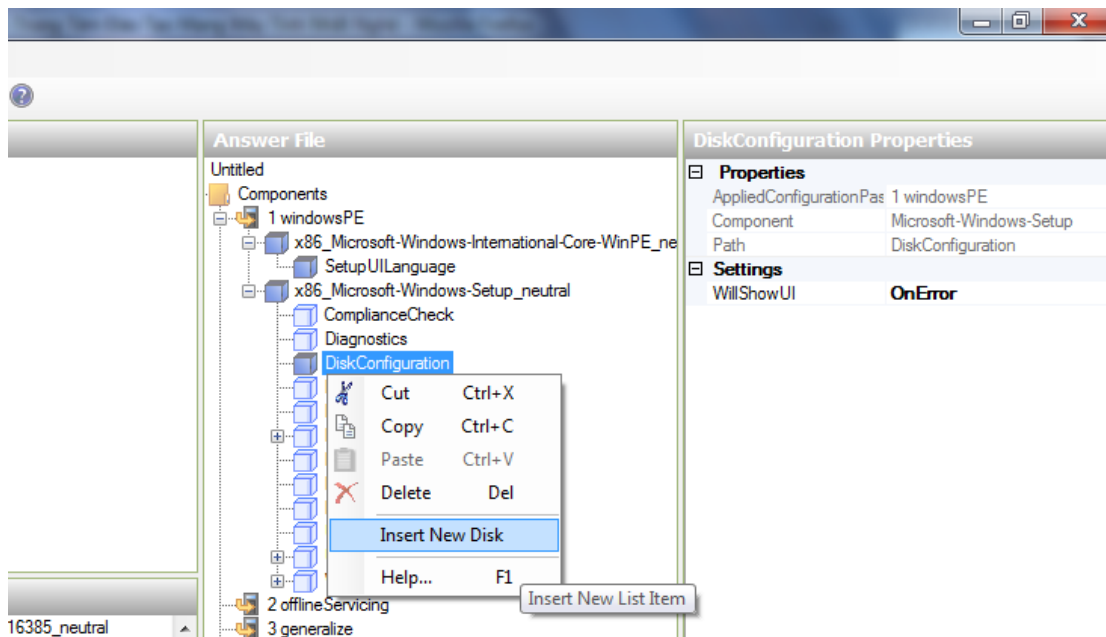 Answer File
DiskConfiguration Properties
Untitled
Components
1 windowsPE
x86_Microsoft-Windows-International-Core-WinPE_ne
SetupUILanguage
x86_Microsoft-Windows-Setup_neutral
ComplianceCheck
Diagnostics
DiskConfiguration
Cut Ctrl+X
Copy Ctrl+C
Paste Ctrl+V
Delete Del
Insert New Disk
Help... F1
Insert New List Item
2 offlineServicing
3 generalize
16385_neutral
Properties
AppliedConfigurationPas 1 windowsPE
Component Microsoft-Windows-Setup
Path DiskConfiguration
Settings
WillShowUI OnError